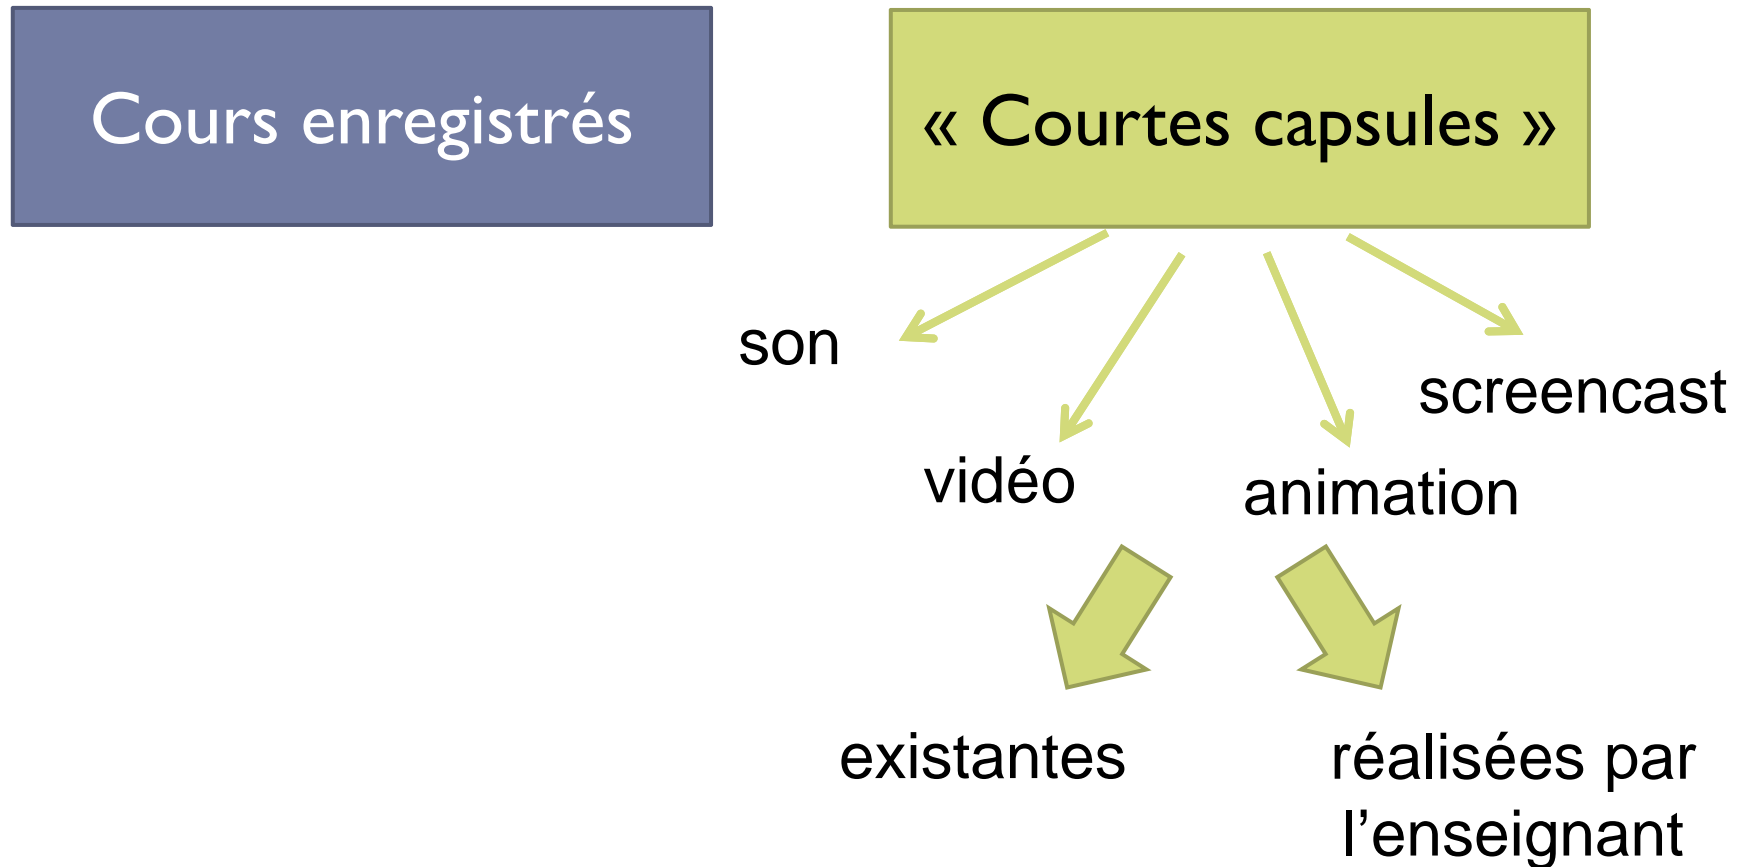 Cours enregistrés
« Courtes capsules »
son
screencast
vidéo
animation
existantes
réalisées par
l’enseignant